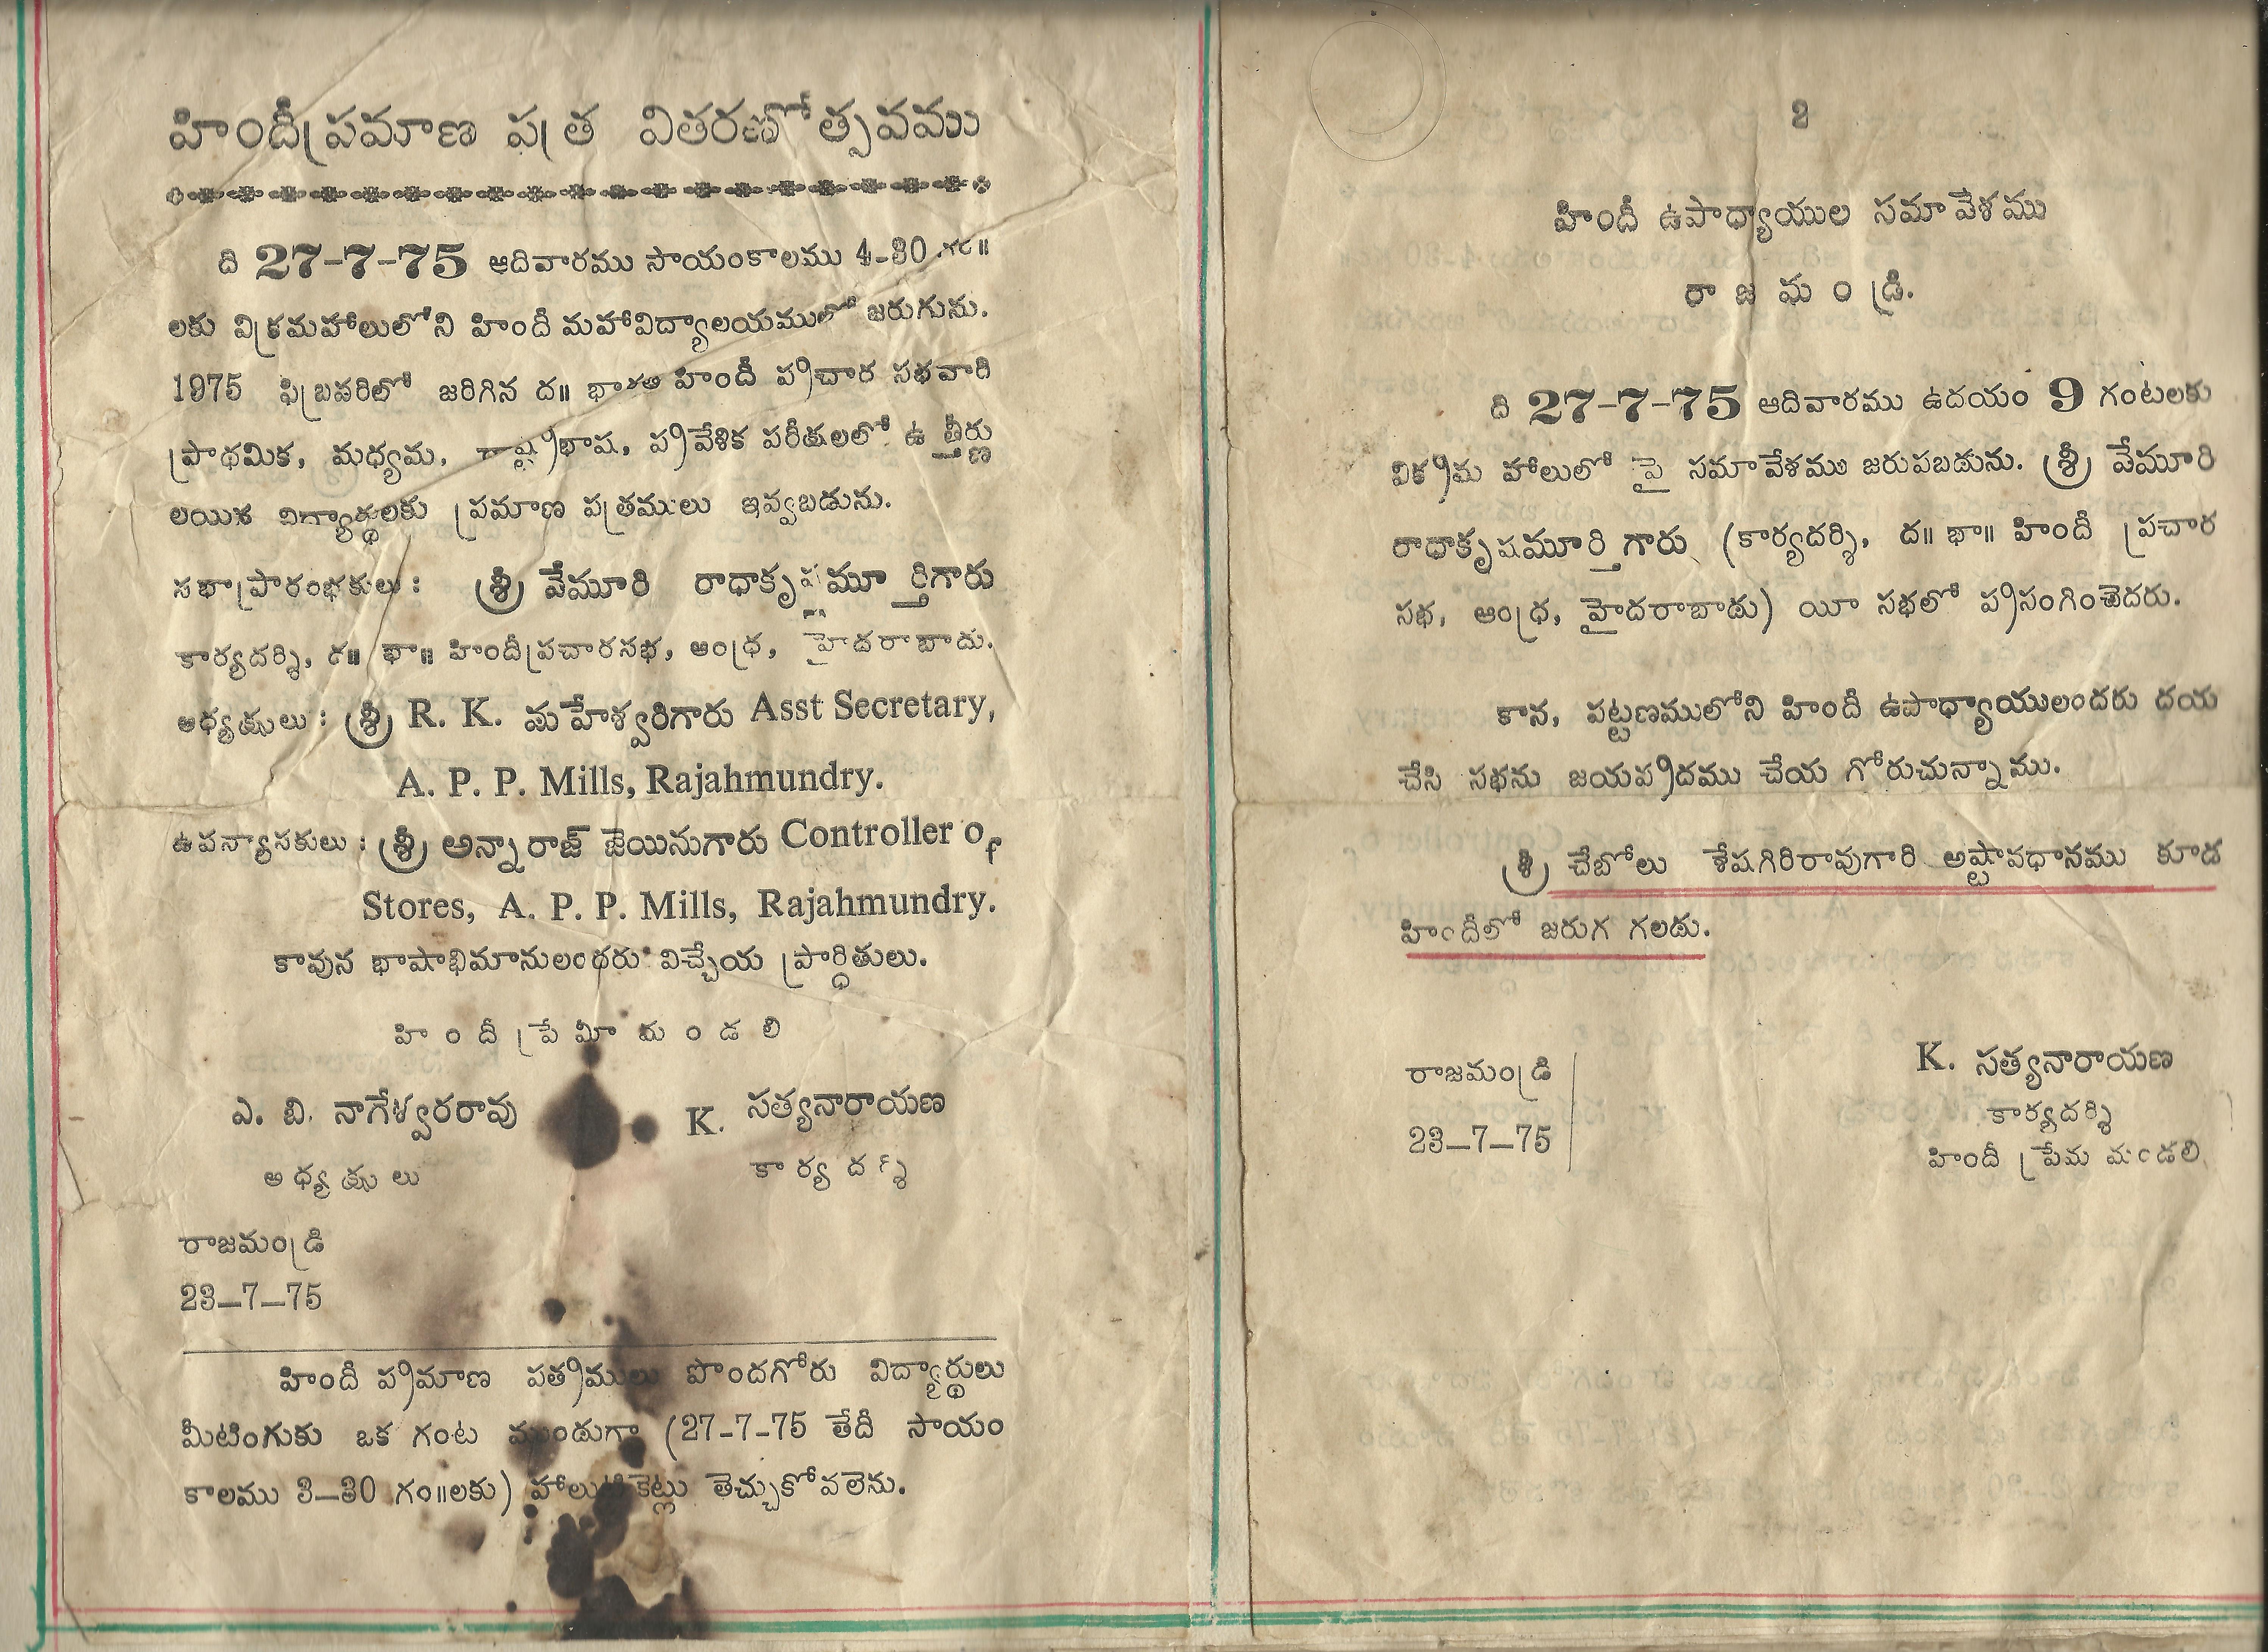 హిందీప్రమాణ పత్ర వితరణోత్సవము
ది 27-7-75 ఆదివారము సాయంకాలము 4-30 గం॥
లకు విక్రమహాలులోని హిందీ మహావిద్యాలయములో జరుగును.
1975 ఫిబ్రవరిలో జరిగిన ద॥ భారత హిందీ ప్రచార సభవారి
ప్రాథమిక, మధ్యమ, రాష్ట్రభాష, ప్రవేశిక పరీక్షలలో ఉత్తీర్ణు
లయిన విద్యార్థులకు ప్రమాణ పత్రములు ఇవ్వబడును.
సభాప్రారంభకులు : శ్రీ వేమూరి రాధాకృష్ణమూర్తిగారు
కార్యదర్శి, ద॥ భా॥ హిందీప్రచారసభ, ఆంధ్ర, హైదరాబాదు.
అధ్యక్షులు : శ్రీ R. K. మహేశ్వరిగారు Asst Secretary,
A. P. P. Mills, Rajahmundry.
ఉపన్యాసకులు : శ్రీ అన్నారాజ్ జెయినుగారు Controller of
Stores, A. P. P. Mills, Rajahmundry.
కావున భాషాభిమానులందరు విచ్చేయ ప్రార్థితులు.
హిందీ ప్రేమీ మండలి
ఎ. బి. నాగేశ్వరరావు K. సత్యనారాయణ
అధ్యక్షులు కార్యదర్శి
రాజమండ్రి
23-7-75
హిందీ ప్రమాణ పత్రములు పొందగోరు విద్యార్థులు
మీటింగుకు ఒక గంట ముందుగా (27-7-75 తేదీ సాయం
కాలము 3-30 గం॥లకు) హాలుటికెట్లు తెచ్చుకోవలెను.
2
హిందీ ఉపాధ్యాయుల సమావేశము
రాజమండ్రి.
ది 27-7-75 ఆదివారము ఉదయం 9 గంటలకు
విక్రమ హాలులో పై సమావేశము జరుపబడును. శ్రీ వేమూరి
రాధాకృష్ణమూర్తి గారు (కార్యదర్శి, ద॥ భా॥ హిందీ ప్రచార
సభ, ఆంధ్ర, హైదరాబాదు) యీ సభలో ప్రసంగించెదరు.
కాన, పట్టణములోని హిందీ ఉపాధ్యాయులందరు దయ
చేసి సభను జయప్రదము చేయ గోరుచున్నాము.
శ్రీ చేబోలు శేషగిరిరావుగారి అష్టావధానము కూడ
హిందీలో జరుగ గలదు.
రాజమండ్రి
23-7-75
K. సత్యనారాయణ
కార్యదర్శి
హిందీ ప్రేమ మండలి